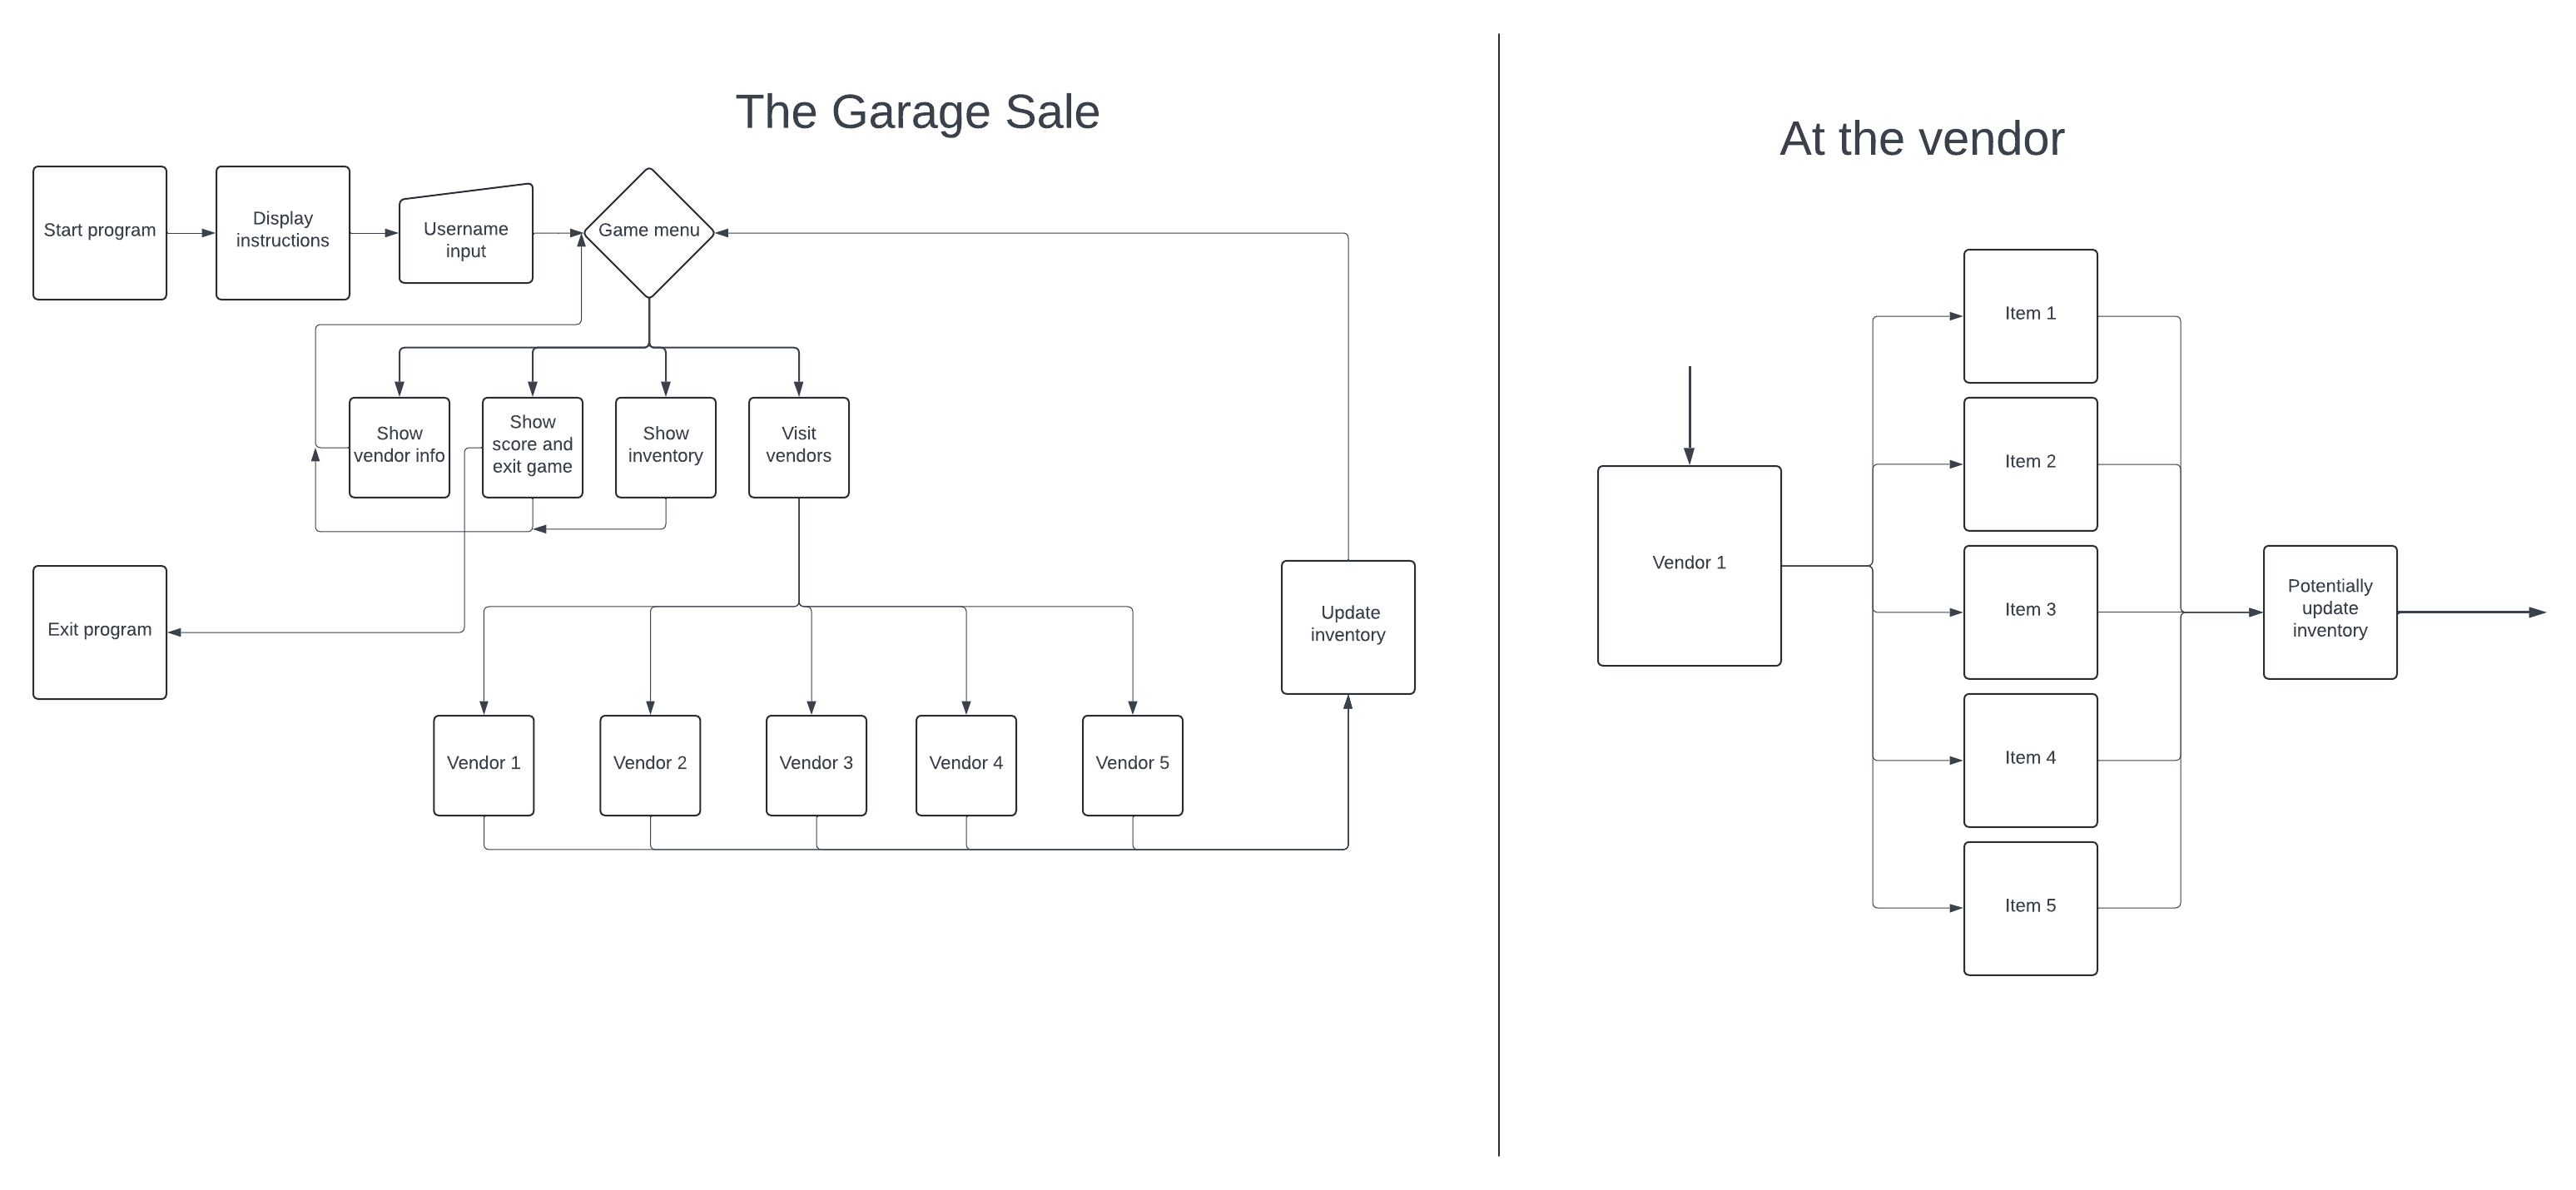 The Garage Sale
Start program
Display
instructions
Username
input
Game menu
Show
vendor info
Show
score and
exit game
Show
inventory
Visit
vendors
Exit program
Update
inventory
Vendor 1
Vendor 2
Vendor 3
Vendor 4
Vendor 5
At the vendor
Vendor 1
Item 1
Item 2
Item 3
Item 4
Item 5
Potentially
update
inventory